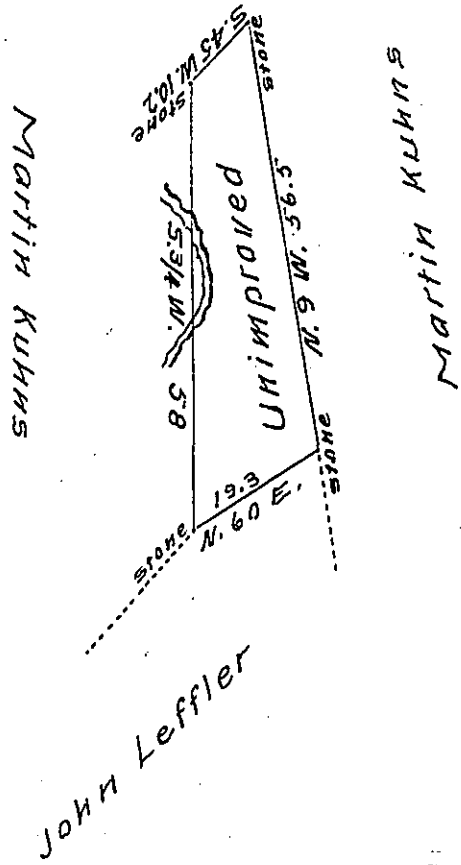 S. 45 W. 10.2
stone
stone
Martin Kuhns
Martin Kuhns
N. 9 W. 56.5
Unimproved
S. 3/4 W. 58
stone
19.3
N. 60 E.
stone
John Leffler